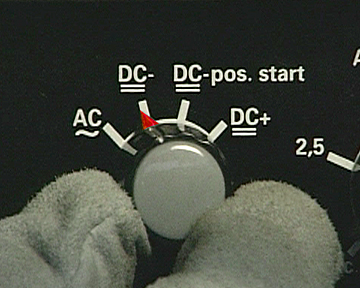 DC- DC-pos. start
AC DC+
2,5